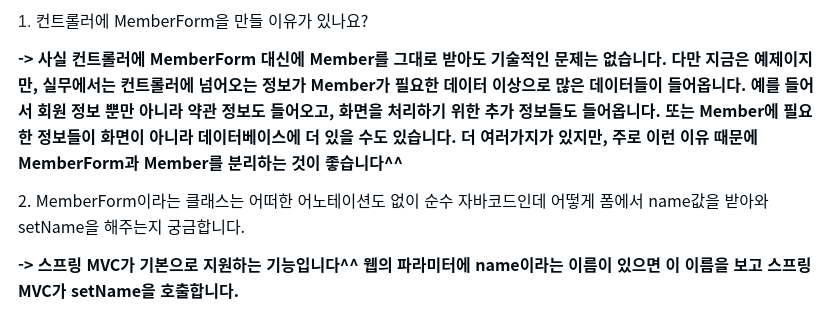 1. 컨트롤러에 MemberForm을 만들 이유가 있나요?
-> 사실 컨트롤러에 MemberForm 대신에 Member를 그대로 받아도 기술적인 문제는 없습니다. 다만 지금은 예제이지
만, 실무에서는 컨트롤러에 넘어오는 정보가 Member가 필요한 데이터 이상으로 많은 데이터들이 들어옵니다. 예를 들어
서 회원 정보 뿐만 아니라 약관 정보도 들어오고, 화면을 처리하기 위한 추가 정보들도 들어옵니다. 또는 Member에 필요
한 정보들이 화면이 아니라 데이터베이스에 더 있을 수도 있습니다. 더 여러가지가 있지만, 주로 이런 이유 때문에
MemberForm과 Member를 분리하는 것이 좋습니다^^
2. MemberForm이라는 클래스는 어떠한 어노테이션도 없이 순수 자바코드인데 어떻게 폼에서 name값을 받아와
setName을 해주는지 궁금합니다.
-> 스프링 MVC가 기본으로 지원하는 기능입니다^^ 웹의 파라미터에 name이라는 이름이 있으면 이 이름을 보고 스프링
MVC가 setName을 호출합니다.